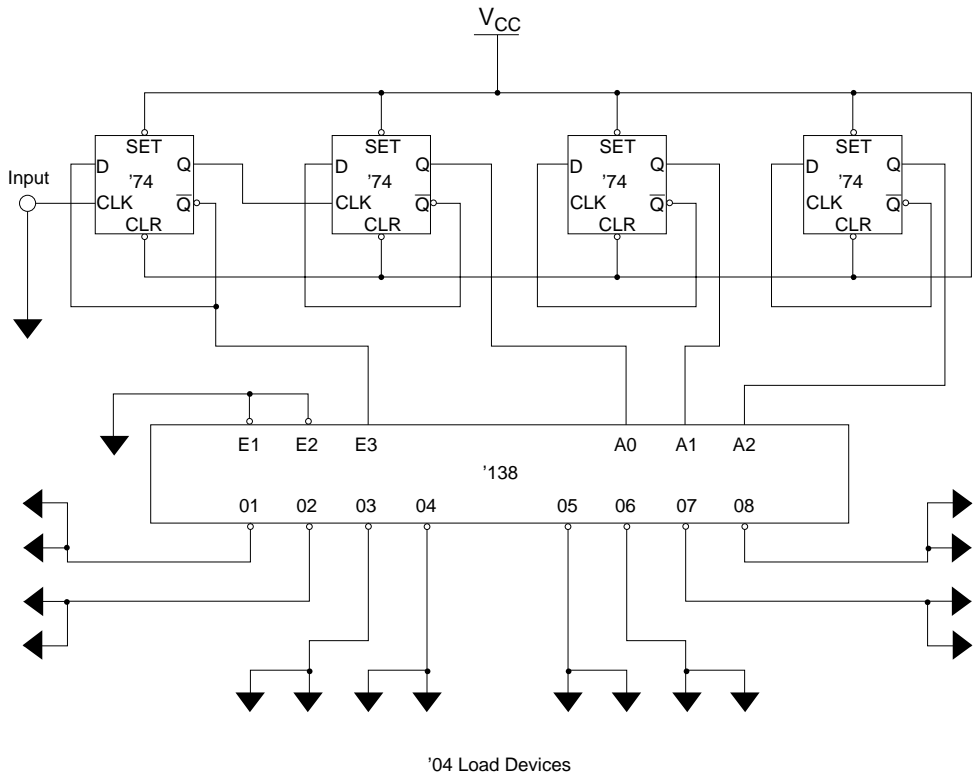 VCC
SET SET SET SET
D Q D Q D Q D Q
Input
'74 '74 '74 '74
CLK Q CLK Q CLK Q CLK Q
CLR CLR CLR CLR
E1 E2 E3 A0 A1 A2
'138
01 02 03 04 05 06 07 08
'04 Load Devices